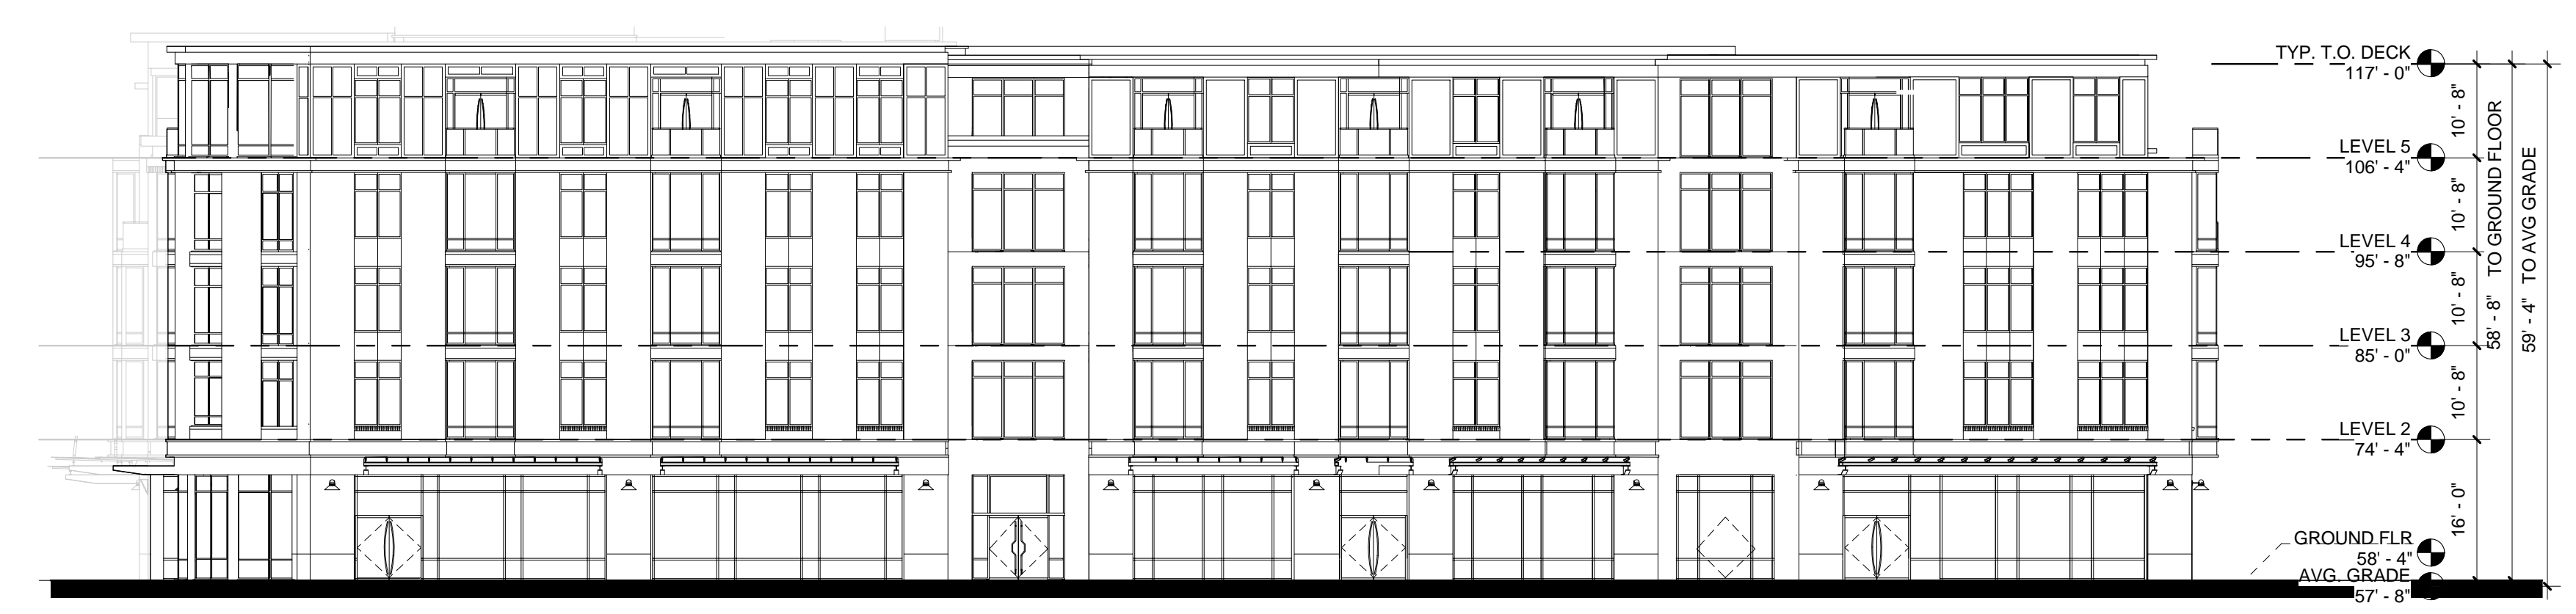 TYP. T.O. DECK
117' - 0"
10' - 8"
LEVEL 5
106' - 4"
10' - 8"
LEVEL 4
95' - 8"
10' - 8"
LEVEL 3
85' - 0"
10' - 8"
LEVEL 2
74' - 4"
16' - 0"
GROUND FLR
58' - 4"
AVG. GRADE
57' - 8"
58' - 8" TO GROUND FLOOR
59' - 4" TO AVG GRADE